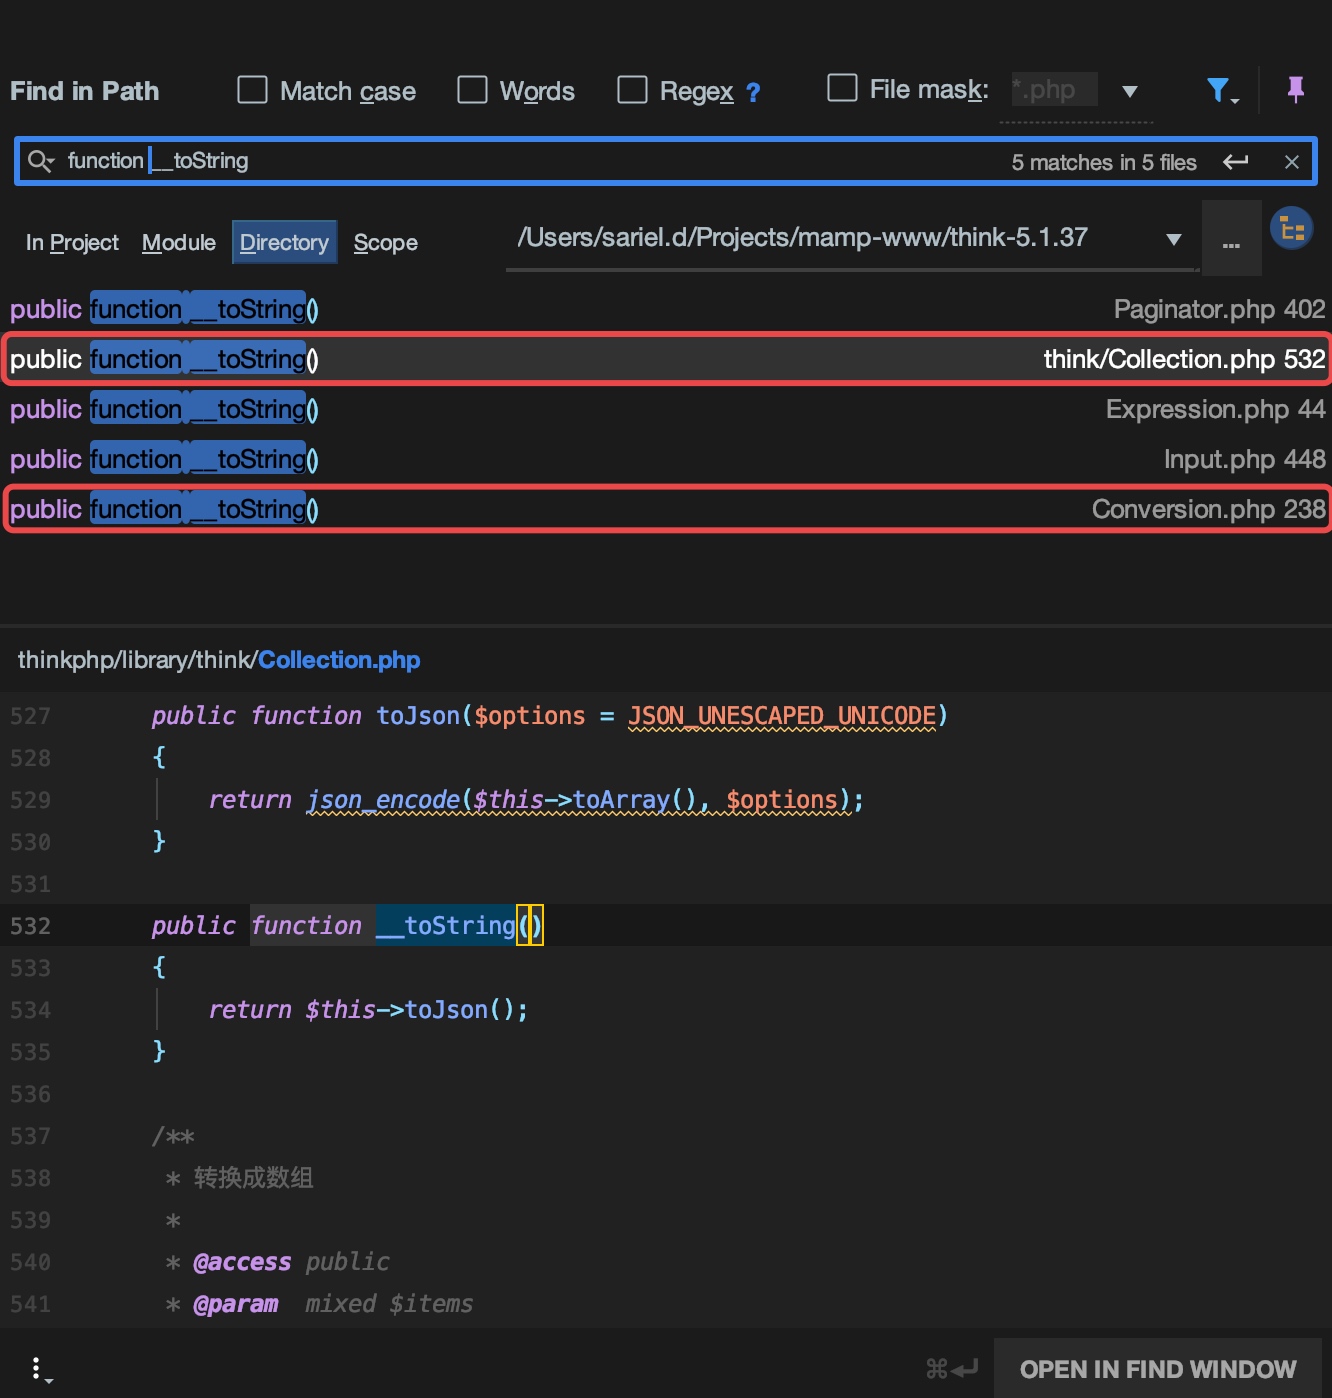 Find in Path Match case Words Regex ? File mask: *.php
function __toString 5 matches in 5 files
In Project Module Directory Scope /Users/sariel.d/Projects/mamp-www/think-5.1.37 ...
public function __toString() Paginator.php 402
public function __toString() think/Collection.php 532
public function __toString() Expression.php 44
public function __toString() Input.php 448
public function __toString() Conversion.php 238
thinkphp/library/think/Collection.php
527 public function toJson($options = JSON_UNESCAPED_UNICODE)
528 {
529 return json_encode($this->toArray(), $options);
530 }
531
532 public function __toString()
533 {
534 return $this->toJson();
535 }
536
537 /**
538 * 转换成数组
539 *
540 * @access public
541 * @param mixed $items
⌘↵ OPEN IN FIND WINDOW